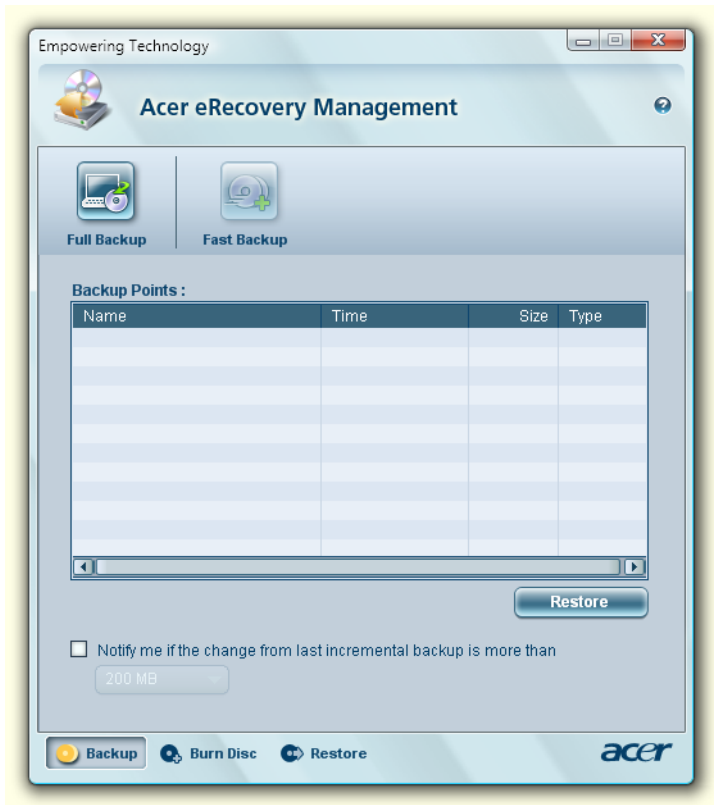 Empowering Technology
Acer eRecovery Management
?
Full Backup Fast Backup
Backup Points :
Name Time Size Type
Restore
Notify me if the change from last incremental backup is more than
200 MB
Backup Burn Disc Restore acer